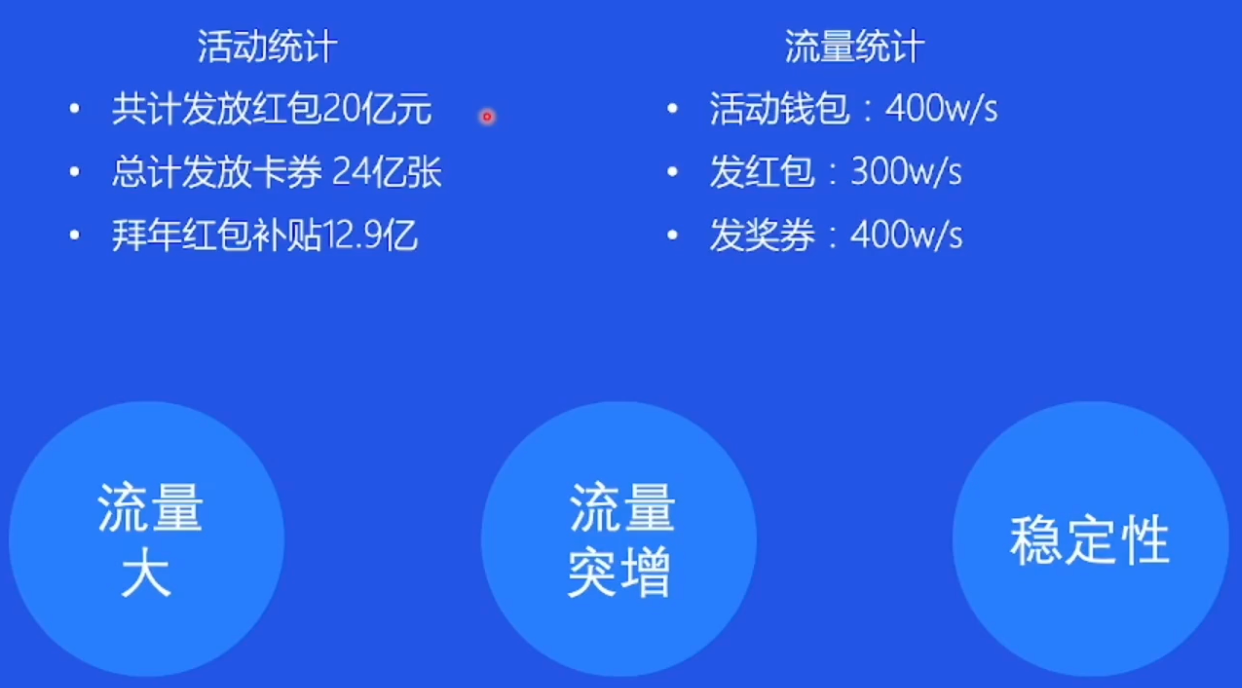 活动统计
• 共计发放红包20亿元
• 总计发放卡券 24亿张
• 拜年红包补贴12.9亿
流量统计
• 活动钱包：400w/s
• 发红包：300w/s
• 发奖券：400w/s
流量
大
流量
突增
稳定性